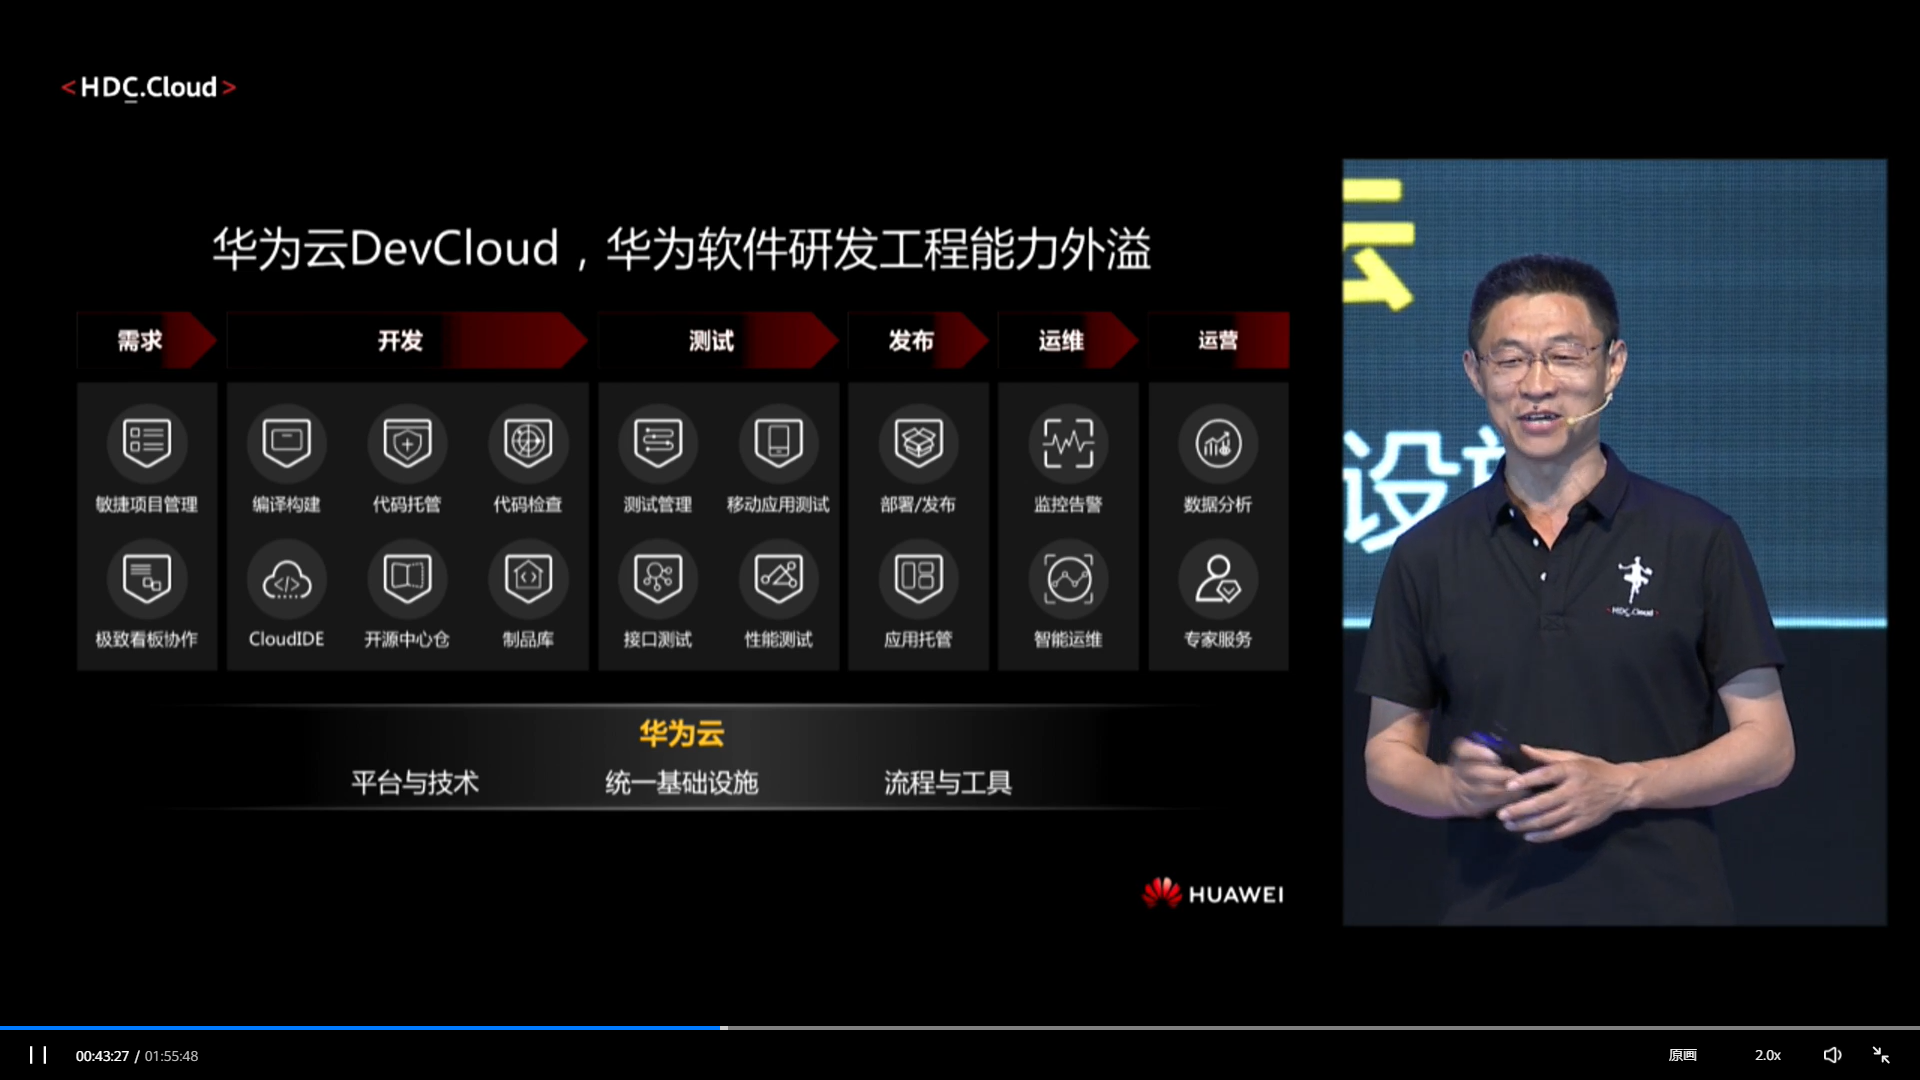 <HDC.Cloud>
华为云DevCloud，华为软件研发工程能力外溢
需求 开发 测试 发布 运维 运营
敏捷项目管理 编译构建 代码托管 代码检查 测试管理 移动应用测试 部署/发布 监控告警 数据分析
极致看板协作 CloudIDE 开源中心仓 制品库 接口测试 性能测试 应用托管 智能运维 专家服务
华为云
平台与技术 统一基础设施 流程与工具
HUAWEI
云
设
HDC.Cloud
00:43:27 / 01:55:48 原画 2.0x